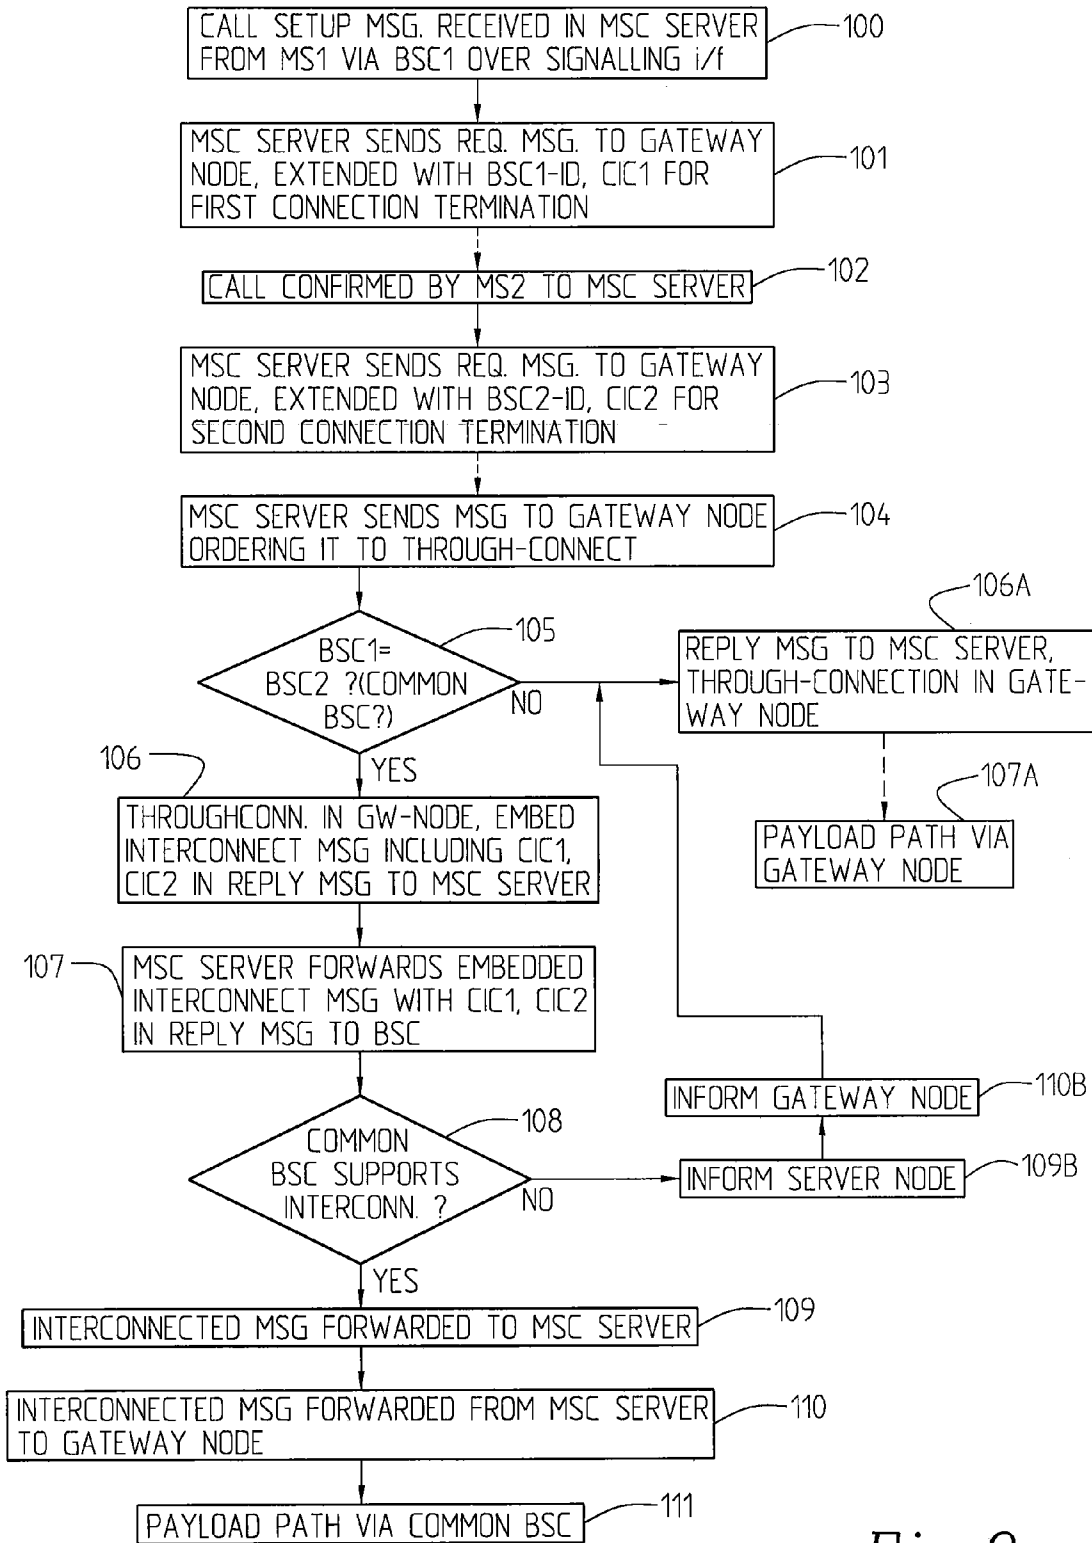 CALL SETUP MSG. RECEIVED IN MSC SERVER
FROM MS1 VIA BSC1 OVER SIGNALLING i/f
100
MSC SERVER SENDS REQ. MSG. TO GATEWAY
NODE, EXTENDED WITH BSC1-ID, CIC1 FOR
FIRST CONNECTION TERMINATION
101
CALL CONFIRMED BY MS2 TO MSC SERVER
102
MSC SERVER SENDS REQ. MSG. TO GATEWAY
NODE, EXTENDED WITH BSC2-ID, CIC2 FOR
SECOND CONNECTION TERMINATION
103
MSC SERVER SENDS MSG TO GATEWAY NODE
ORDERING IT TO THROUGH-CONNECT
104
BSC1=
BSC2 ?(COMMON
BSC?)
105
NO
YES
106A
REPLY MSG TO MSC SERVER,
THROUGH-CONNECTION IN GATE-
WAY NODE
107A
PAYLOAD PATH VIA
GATEWAY NODE
106
THROUGHCONN. IN GW-NODE, EMBED
INTERCONNECT MSG INCLUDING CIC1,
CIC2 IN REPLY MSG TO MSC SERVER
107
MSC SERVER FORWARDS EMBEDDED
INTERCONNECT MSG WITH CIC1, CIC2
IN REPLY MSG TO BSC
COMMON
BSC SUPPORTS
INTERCONN. ?
108
NO
YES
INFORM GATEWAY NODE
110B
INFORM SERVER NODE
109B
INTERCONNECTED MSG FORWARDED TO MSC SERVER
109
INTERCONNECTED MSG FORWARDED FROM MSC SERVER
TO GATEWAY NODE
110
PAYLOAD PATH VIA COMMON BSC
111